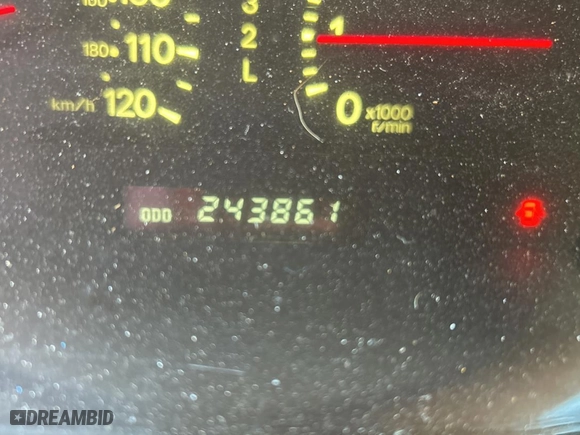 3
110
180
2
1
L
km/h 120
0 x1000
r/min
ODO 243861
DREAMBID